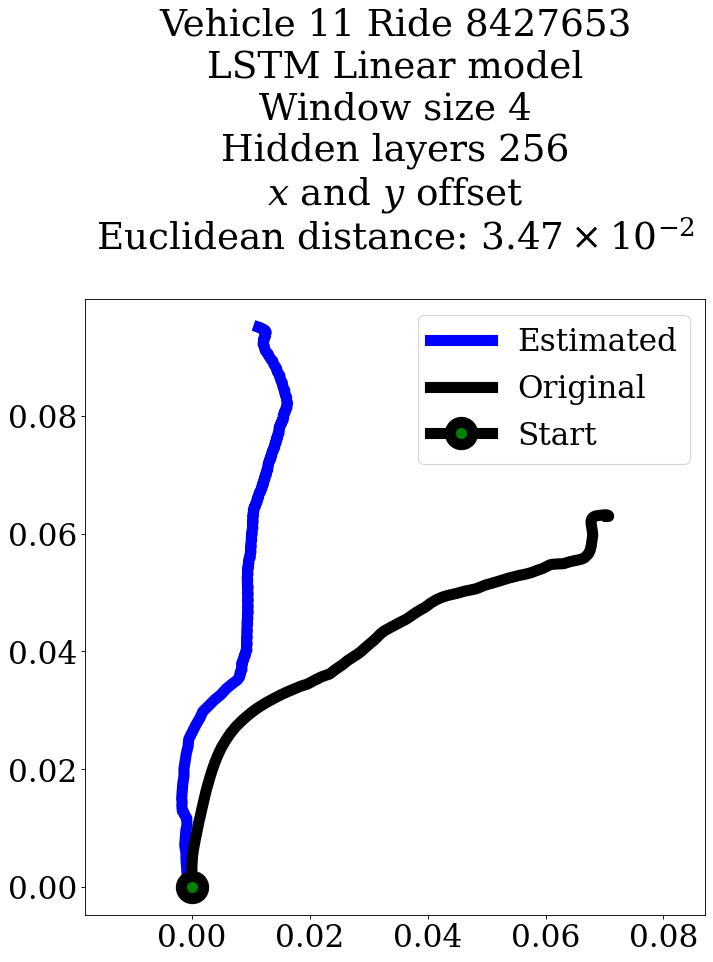 Vehicle 11 Ride 8427653
LSTM Linear model
Window size 4
Hidden layers 256
x and y offset
Euclidean distance: 3.47 × 10⁻²
Estimated
Original
Start
0.08
0.06
0.04
0.02
0.00
0.00 0.02 0.04 0.06 0.08